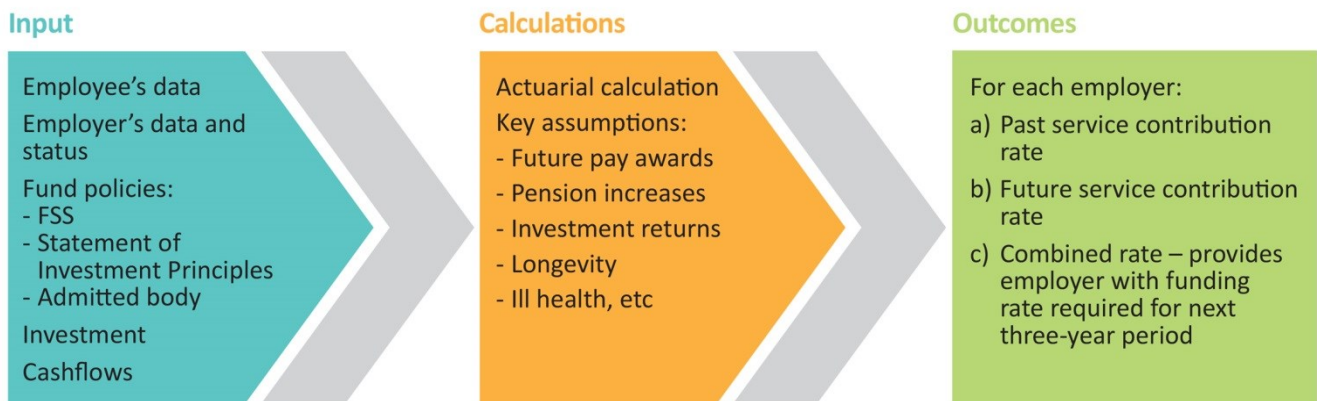 Input
Employee’s data
Employer’s data and
status
Fund policies:
- FSS
- Statement of
Investment Principles
- Admitted body
Investment
Cashflows
Calculations
Actuarial calculation
Key assumptions:
- Future pay awards
- Pension increases
- Investment returns
- Longevity
- Ill health, etc
Outcomes
For each employer:
a) Past service contribution
rate
b) Future service contribution
rate
c) Combined rate – provides
employer with funding
rate required for next
three-year period